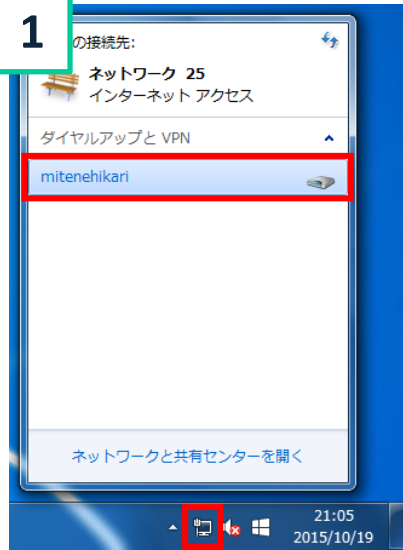 1
の接続先:
ネットワーク 25
インターネット アクセス
ダイヤルアップと VPN
mitenehikari
ネットワークと共有センターを開く
21:05
2015/10/19